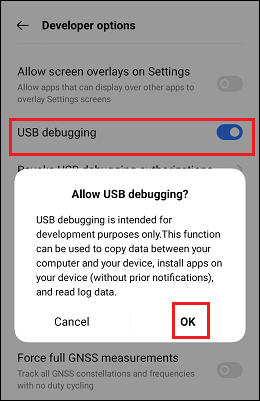 Developer options
Allow screen overlays on Settings
Allow apps that can display over other apps to
overlay Settings screens
USB debugging
Revoke USB debugging authorizations
Allow USB debugging?
USB debugging is intended for
development purposes only.This function
can be used to copy data between your
computer and your device, install apps on
your device (without prior notifications),
and read log data.
Cancel
OK
Force full GNSS measurements
Track all GNSS constellations and frequencies
with no duty cycling